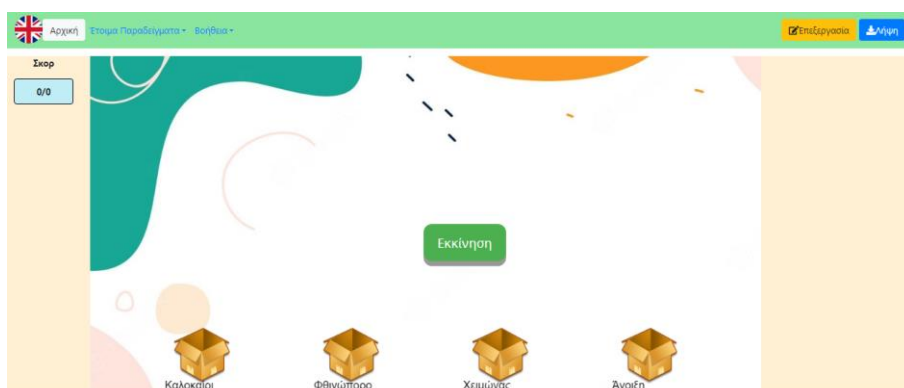 Αρχική Έτοιμα Παραδείγματα Βοήθεια Επεξεργασία Λήψη
Σκορ
0/0
Εκκίνηση
Καλοκαίρι Φθινόπωρο Χειμώνας Άνοιξη